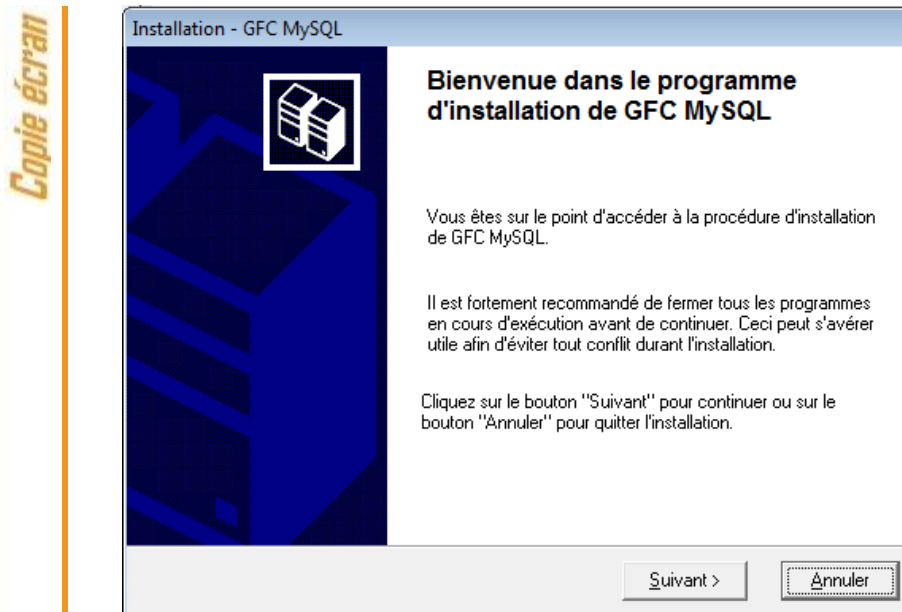 Copie écran
Installation - GFC MySQL
Bienvenue dans le programme
d'installation de GFC MySQL
Vous êtes sur le point d'accéder à la procédure d'installation
de GFC MySQL.
Il est fortement recommandé de fermer tous les programmes
en cours d'exécution avant de continuer. Ceci peut s'avérer
utile afin d'éviter tout conflit durant l'installation.
Cliquez sur le bouton "Suivant" pour continuer ou sur le
bouton "Annuler" pour quitter l'installation.
Suivant >
Annuler